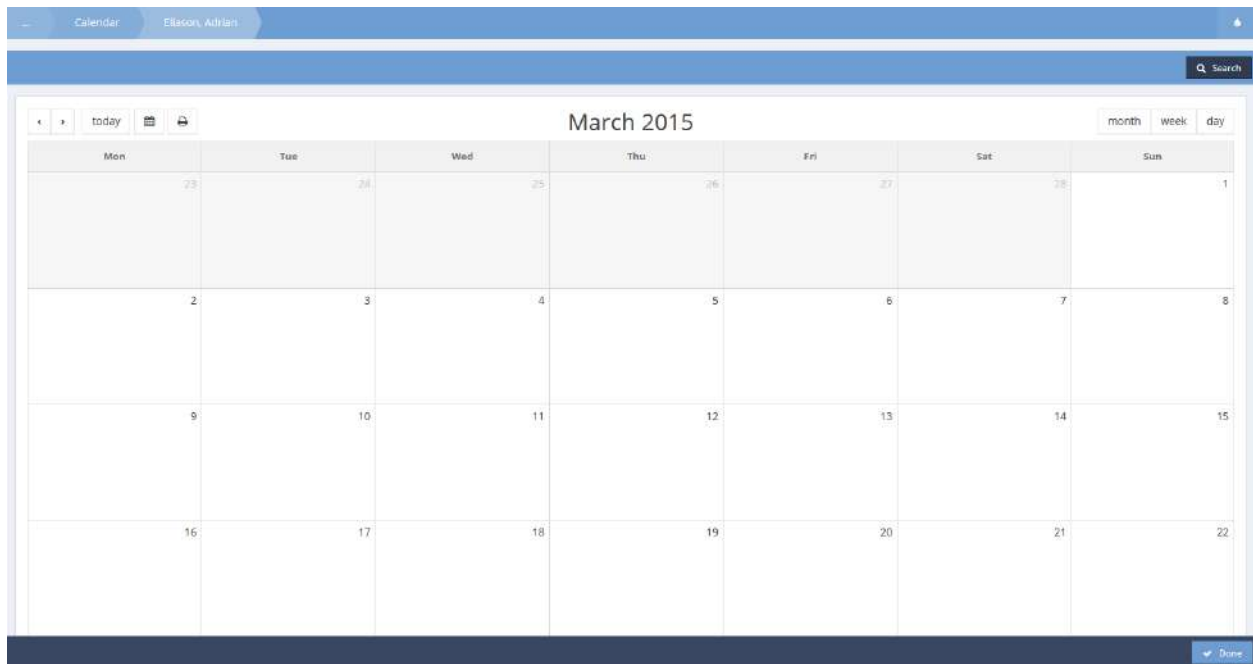 ... Calendar Eliason, Adrian
Search
today March 2015 month week day
Mon Tue Wed Thu Fri Sat Sun
23 24 25 26 27 28 1
2 3 4 5 6 7 8
9 10 11 12 13 14 15
16 17 18 19 20 21 22
Done